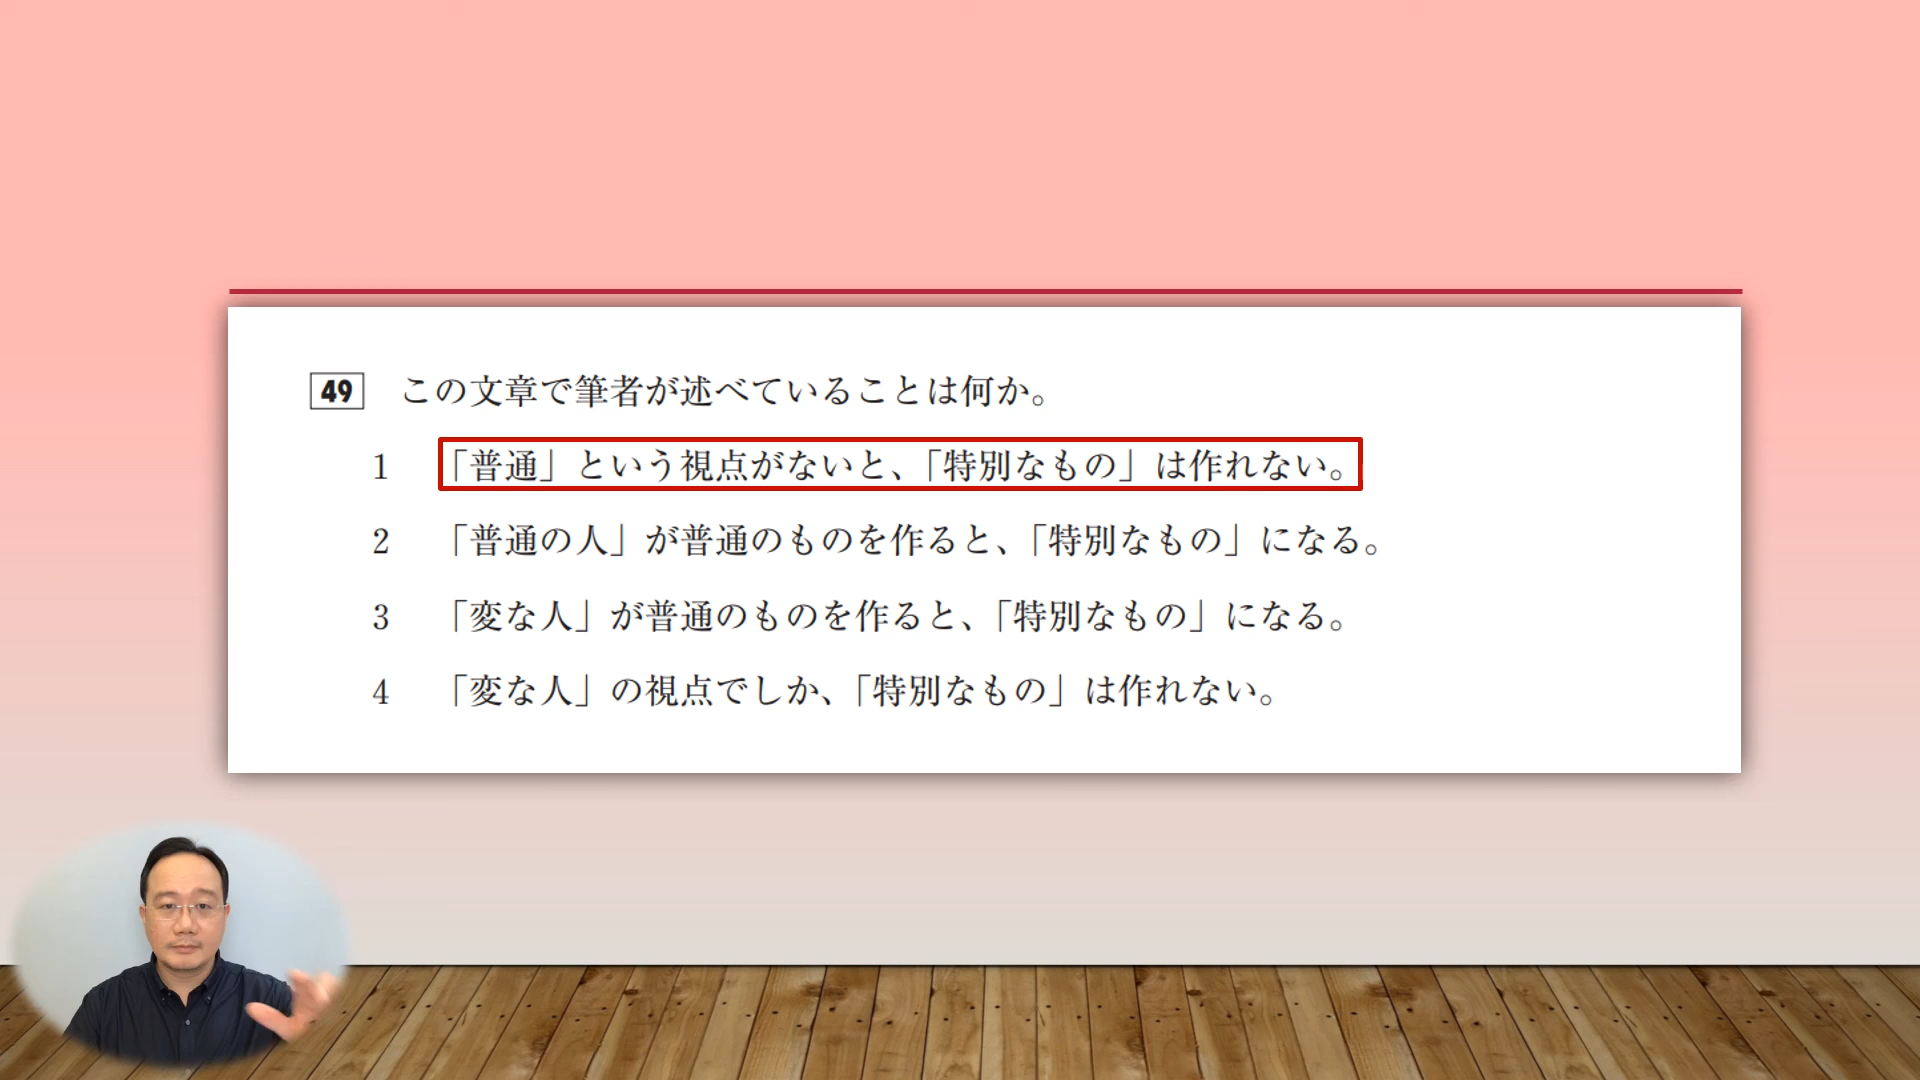 49 この文章で筆者が述べていることは何か。
1 「普通」という視点がないと、「特別なもの」は作れない。
2 「普通の人」が普通のものを作ると、「特別なもの」になる。
3 「変な人」が普通のものを作ると、「特別なもの」になる。
4 「変な人」の視点でしか、「特別なもの」は作れない。